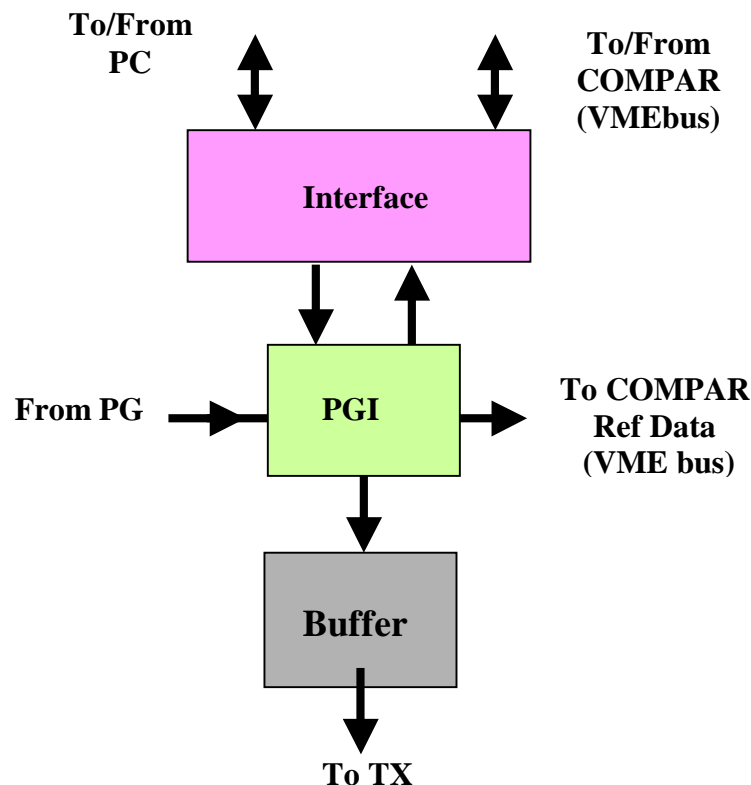 To/From
PC
To/From
COMPAR
(VMEbus)
Interface
From PG
PGI
To COMPAR
Ref Data
(VME bus)
Buffer
To TX